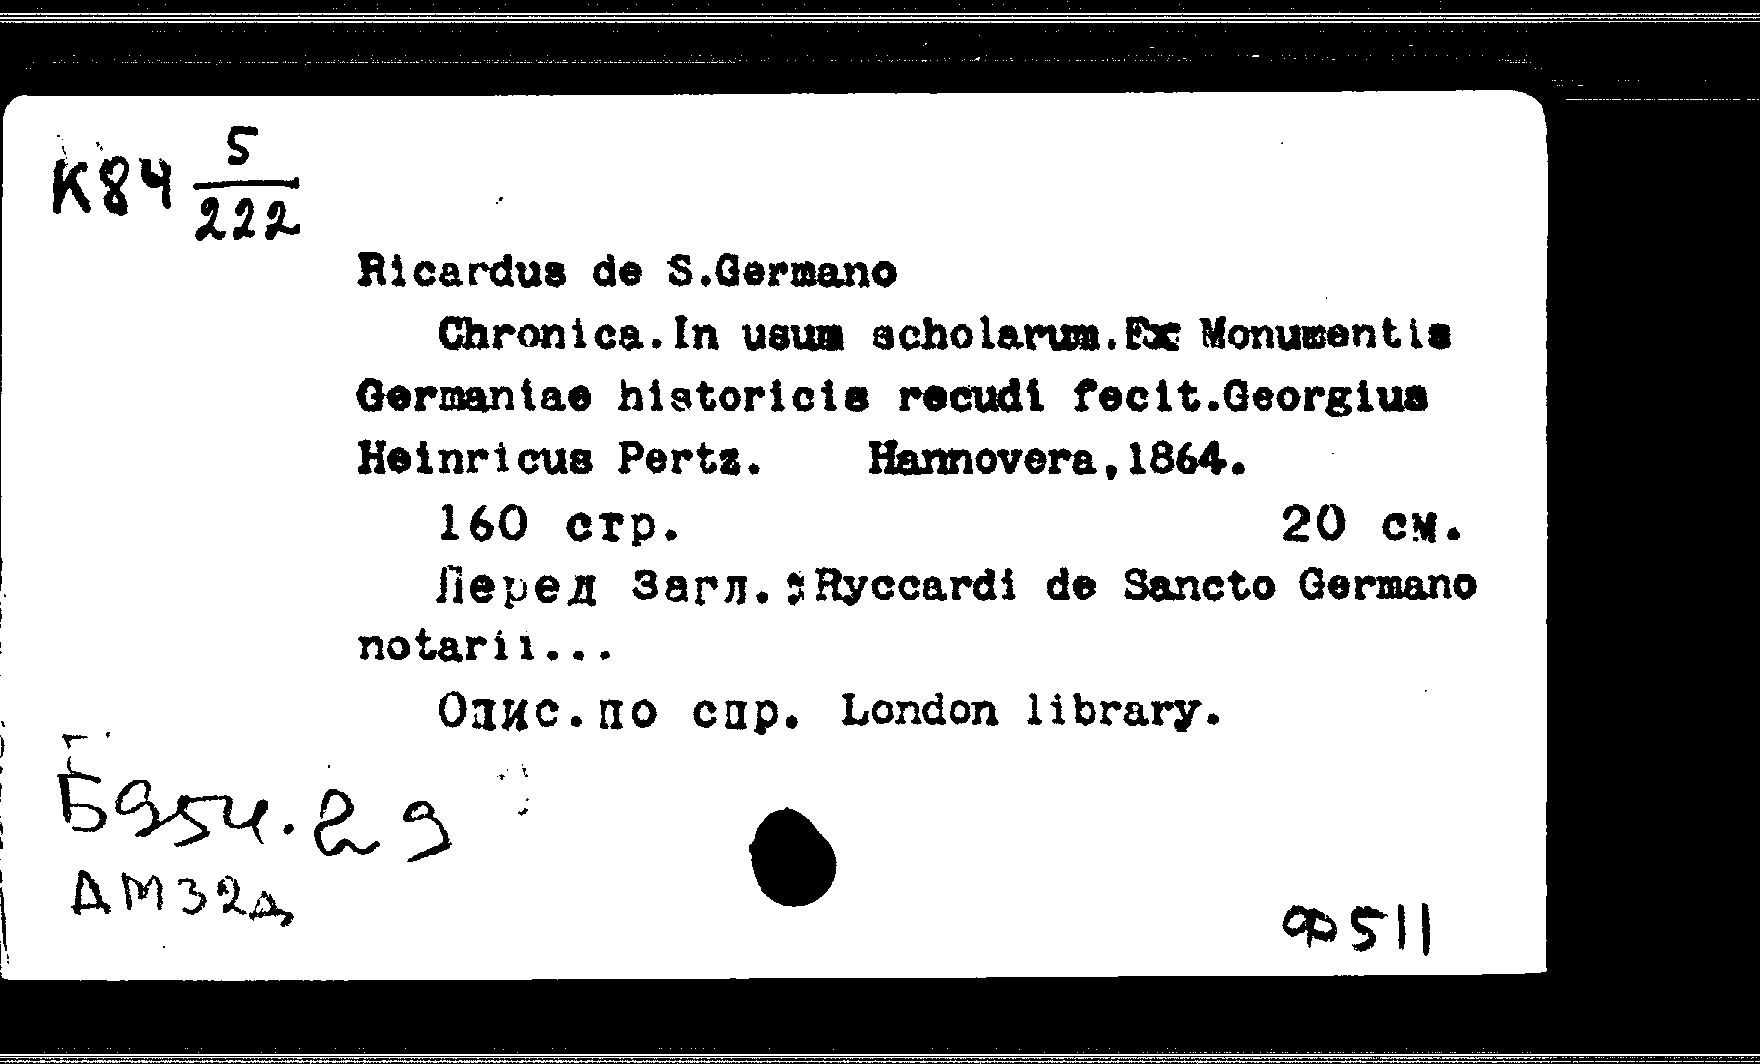 К84 5/222
Ricardus de S.Germano
Chronica.In usum scholarum.Ex Monumentis
Germaniae historicis recudi fecit.Georgius
Heinricus Pertz. Hannovera,1864.
160 стр. 20 см.
Перед Загл.:Ryccardi de Sancto Germano
notarii...
Опис.по спр. London library.
Б954.29
ДМ32д
Ф511